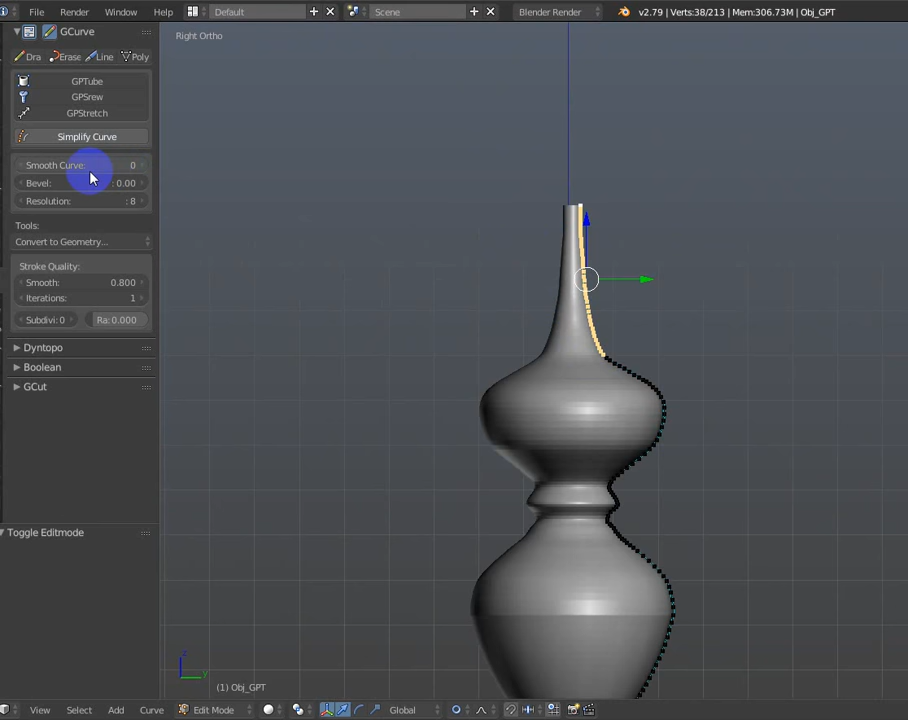 File Render Window Help Default Scene Blender Render v2.79 | Verts:38/213 | Mem:306.73M | Obj_GPT
GCurve
Right Ortho
Dra Erase Line Poly
GPTube
GPSrew
GPStretch
Simplify Curve
Smooth Curve: 0
Bevel: : 0.00
Resolution: : 8
Tools:
Convert to Geometry...
Stroke Quality:
Smooth: 0.800
Iterations: 1
Subdivi: 0 Ra: 0.000
Dyntopo
Boolean
GCut
Toggle Editmode
z
y
(1) Obj_GPT
View Select Add Curve Edit Mode Global